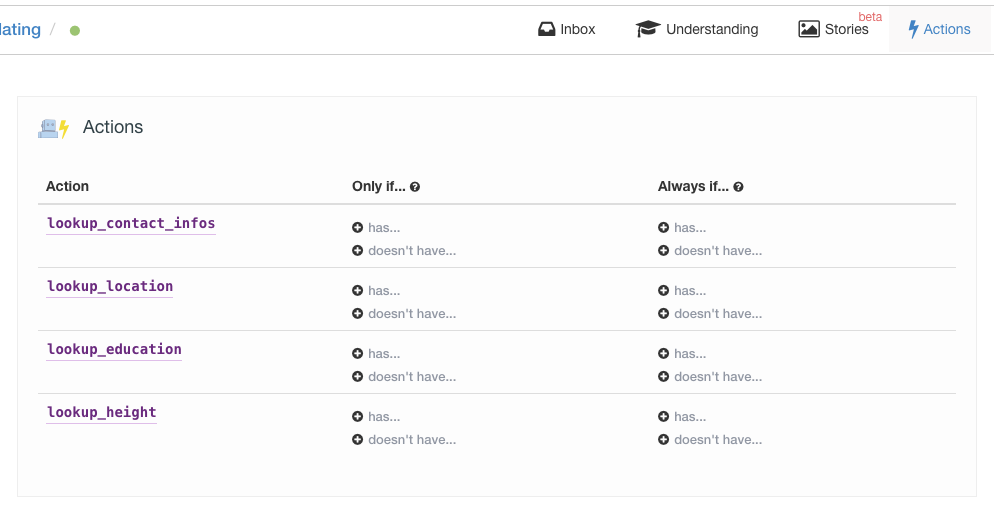 lating /
Inbox
Understanding
Stories
beta
Actions
Actions
Action Only if... Always if...
lookup_contact_infos
has... has...
doesn't have... doesn't have...
lookup_location
has... has...
doesn't have... doesn't have...
lookup_education
has... has...
doesn't have... doesn't have...
lookup_height
has... has...
doesn't have... doesn't have...